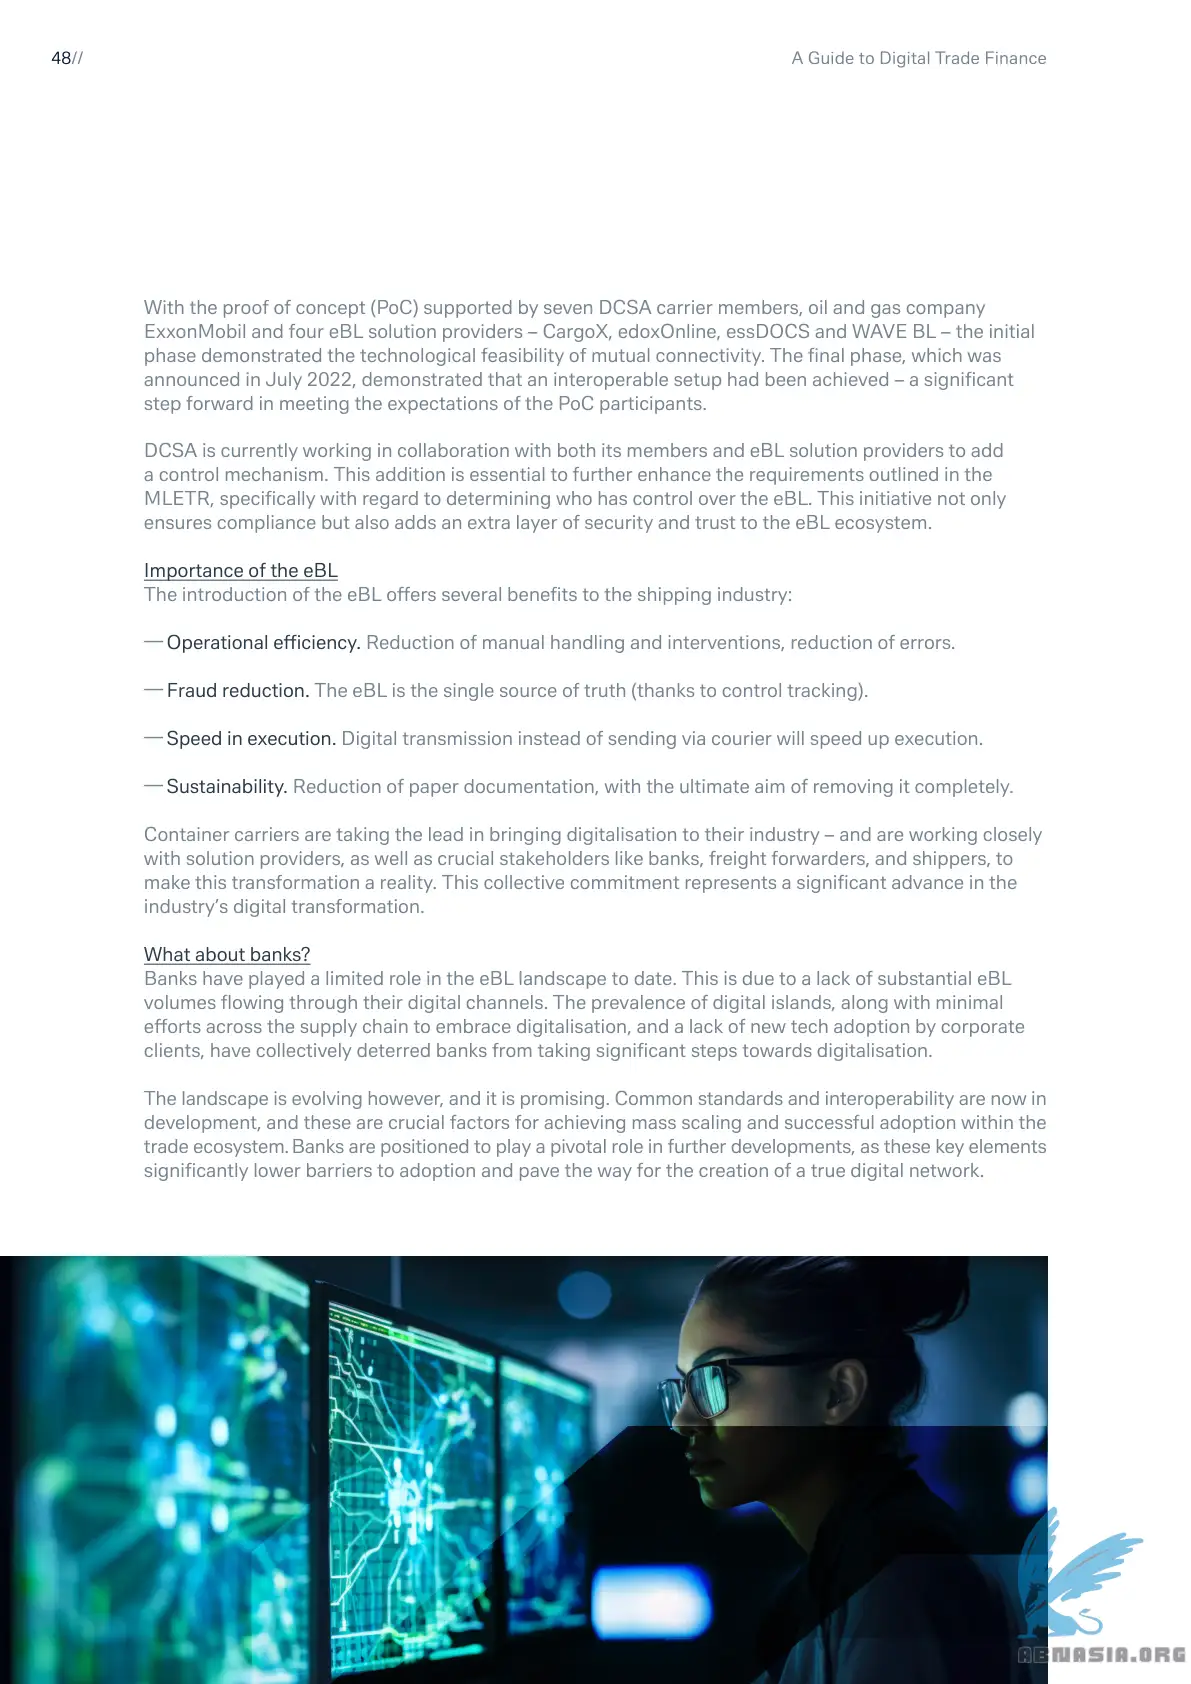 48//
A Guide to Digital Trade Finance
With the proof of concept (PoC) supported by seven DCSA carrier members, oil and gas company
ExxonMobil and four eBL solution providers – CargoX, edoxOnline, essDOCS and WAVE BL – the initial
phase demonstrated the technological feasibility of mutual connectivity. The final phase, which was
announced in July 2022, demonstrated that an interoperable setup had been achieved – a significant
step forward in meeting the expectations of the PoC participants.
DCSA is currently working in collaboration with both its members and eBL solution providers to add
a control mechanism. This addition is essential to further enhance the requirements outlined in the
MLETR, specifically with regard to determining who has control over the eBL. This initiative not only
ensures compliance but also adds an extra layer of security and trust to the eBL ecosystem.
Importance of the eBL
The introduction of the eBL offers several benefits to the shipping industry:
— Operational efficiency. Reduction of manual handling and interventions, reduction of errors.
— Fraud reduction. The eBL is the single source of truth (thanks to control tracking).
— Speed in execution. Digital transmission instead of sending via courier will speed up execution.
— Sustainability. Reduction of paper documentation, with the ultimate aim of removing it completely.
Container carriers are taking the lead in bringing digitalisation to their industry – and are working closely
with solution providers, as well as crucial stakeholders like banks, freight forwarders, and shippers, to
make this transformation a reality. This collective commitment represents a significant advance in the
industry's digital transformation.
What about banks?
Banks have played a limited role in the eBL landscape to date. This is due to a lack of substantial eBL
volumes flowing through their digital channels. The prevalence of digital islands, along with minimal
efforts across the supply chain to embrace digitalisation, and a lack of new tech adoption by corporate
clients, have collectively deterred banks from taking significant steps towards digitalisation.
The landscape is evolving however, and it is promising. Common standards and interoperability are now in
development, and these are crucial factors for achieving mass scaling and successful adoption within the
trade ecosystem. Banks are positioned to play a pivotal role in further developments, as these key elements
significantly lower barriers to adoption and pave the way for the creation of a true digital network.
ABNASIA.ORG